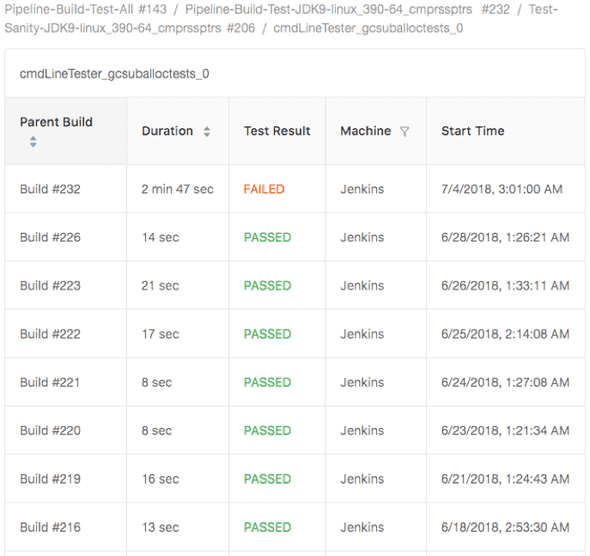 Pipeline-Build-Test-All #143 / Pipeline-Build-Test-JDK9-linux_390-64_cmprssptrs #232 / Test-
Sanity-JDK9-linux_390-64_cmprssptrs #206 / cmdLineTester_gcsuballoctests_0
cmdLineTester_gcsuballoctests_0
Parent Build Duration Test Result Machine Start Time
Build #232 2 min 47 sec FAILED Jenkins 7/4/2018, 3:01:00 AM
Build #226 14 sec PASSED Jenkins 6/28/2018, 1:26:21 AM
Build #223 21 sec PASSED Jenkins 6/26/2018, 1:33:11 AM
Build #222 17 sec PASSED Jenkins 6/25/2018, 2:14:08 AM
Build #221 8 sec PASSED Jenkins 6/24/2018, 1:27:08 AM
Build #220 8 sec PASSED Jenkins 6/23/2018, 1:21:34 AM
Build #219 16 sec PASSED Jenkins 6/21/2018, 1:24:43 AM
Build #216 13 sec PASSED Jenkins 6/18/2018, 2:53:30 AM